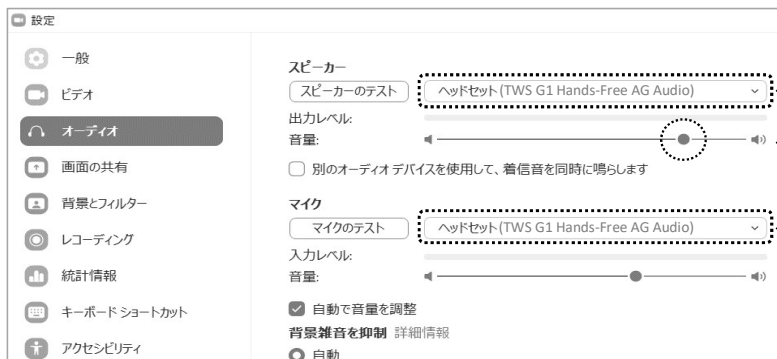 設定
一般
ビデオ
オーディオ
画面の共有
背景とフィルター
レコーディング
統計情報
キーボード ショートカット
アクセシビリティ
スピーカー
スピーカーのテスト
ヘッドセット (TWS G1 Hands-Free AG Audio)
出力レベル:
音量:
別のオーディオ デバイスを使用して、着信音を同時に鳴らします
マイク
マイクのテスト
ヘッドセット (TWS G1 Hands-Free AG Audio)
入力レベル:
音量:
自動で音量を調整
背景雑音を抑制 詳細情報
自動